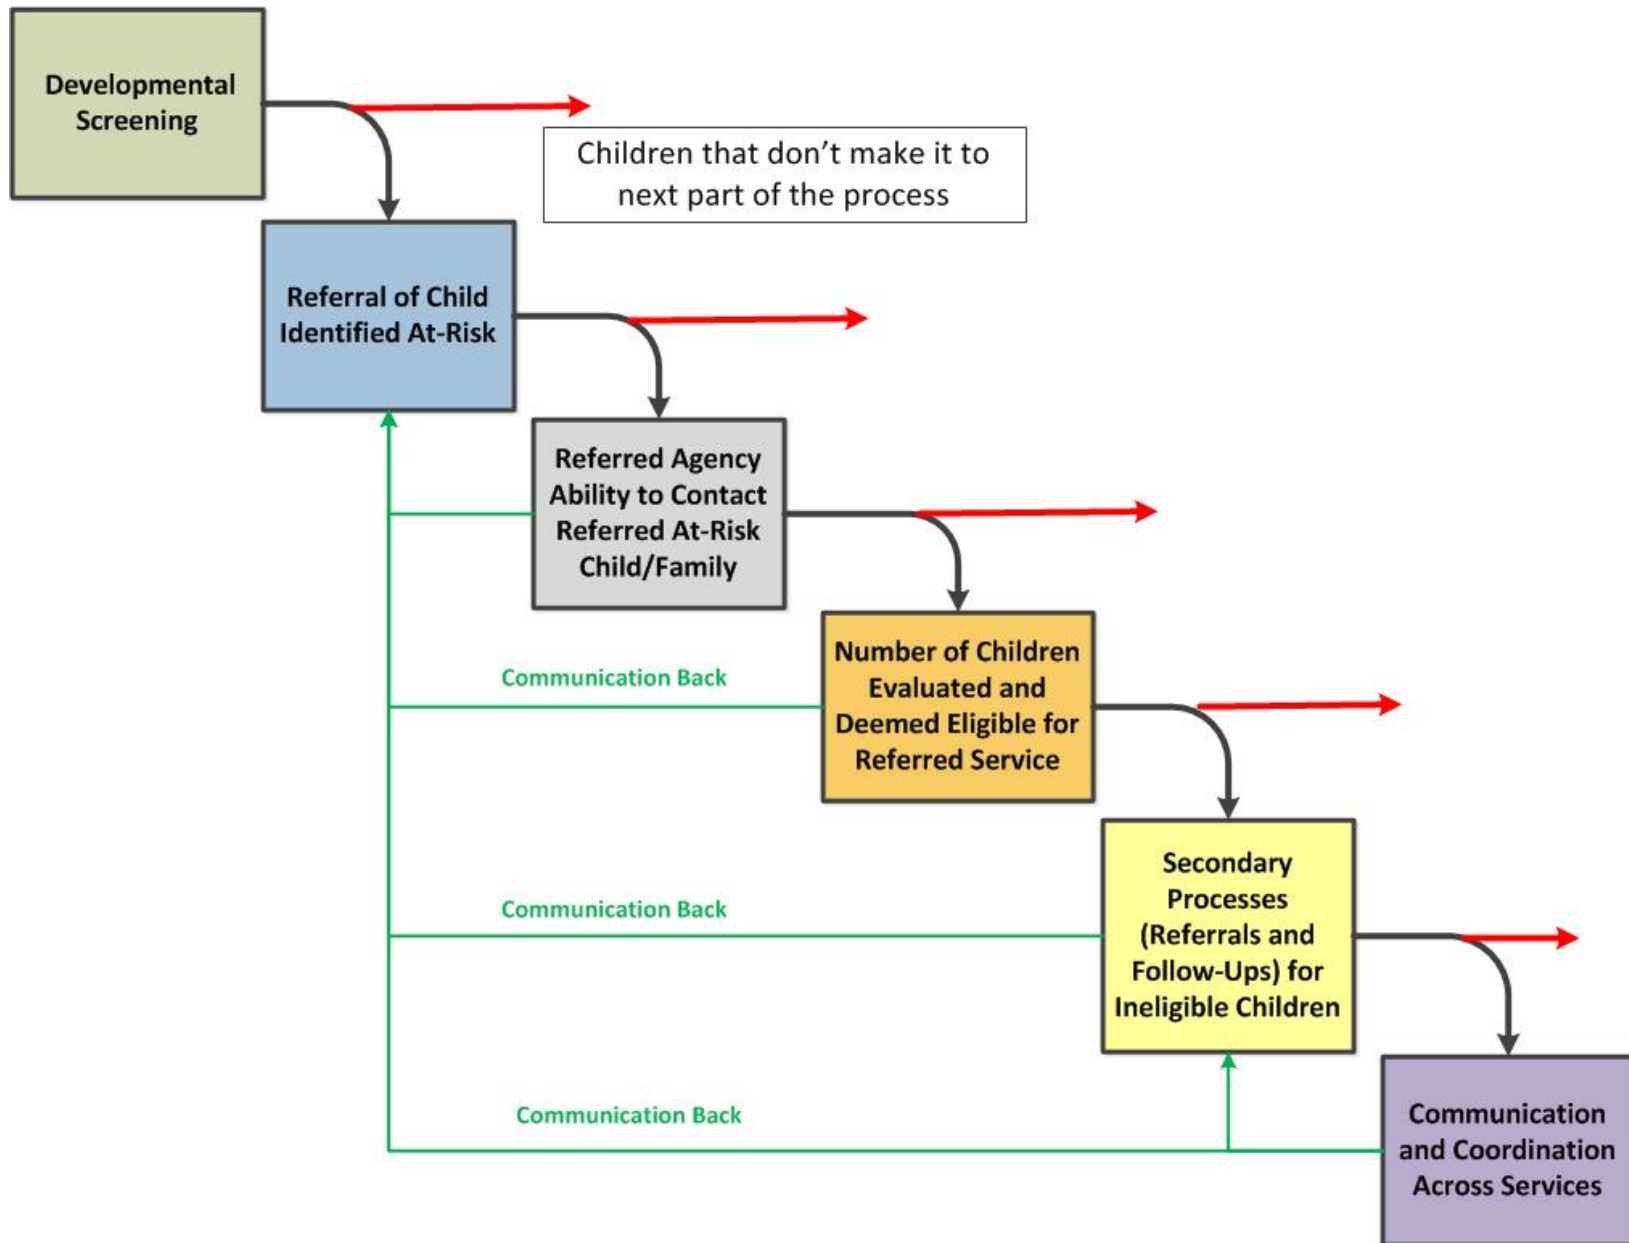 Developmental
Screening
Children that don’t make it to
next part of the process
Referral of Child
Identified At-Risk
Referred Agency
Ability to Contact
Referred At-Risk
Child/Family
Number of Children
Evaluated and
Deemed Eligible for
Referred Service
Communication Back
Secondary
Processes
(Referrals and
Follow-Ups) for
Ineligible Children
Communication Back
Communication
and Coordination
Across Services
Communication Back